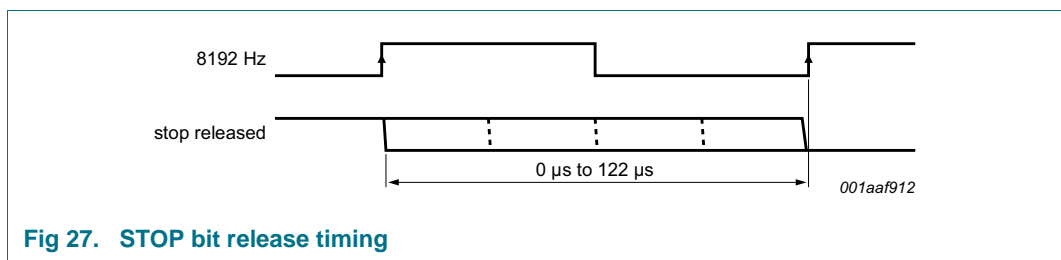 8192 Hz
stop released
0 μs to 122 μs
001aaf912
Fig 27. STOP bit release timing